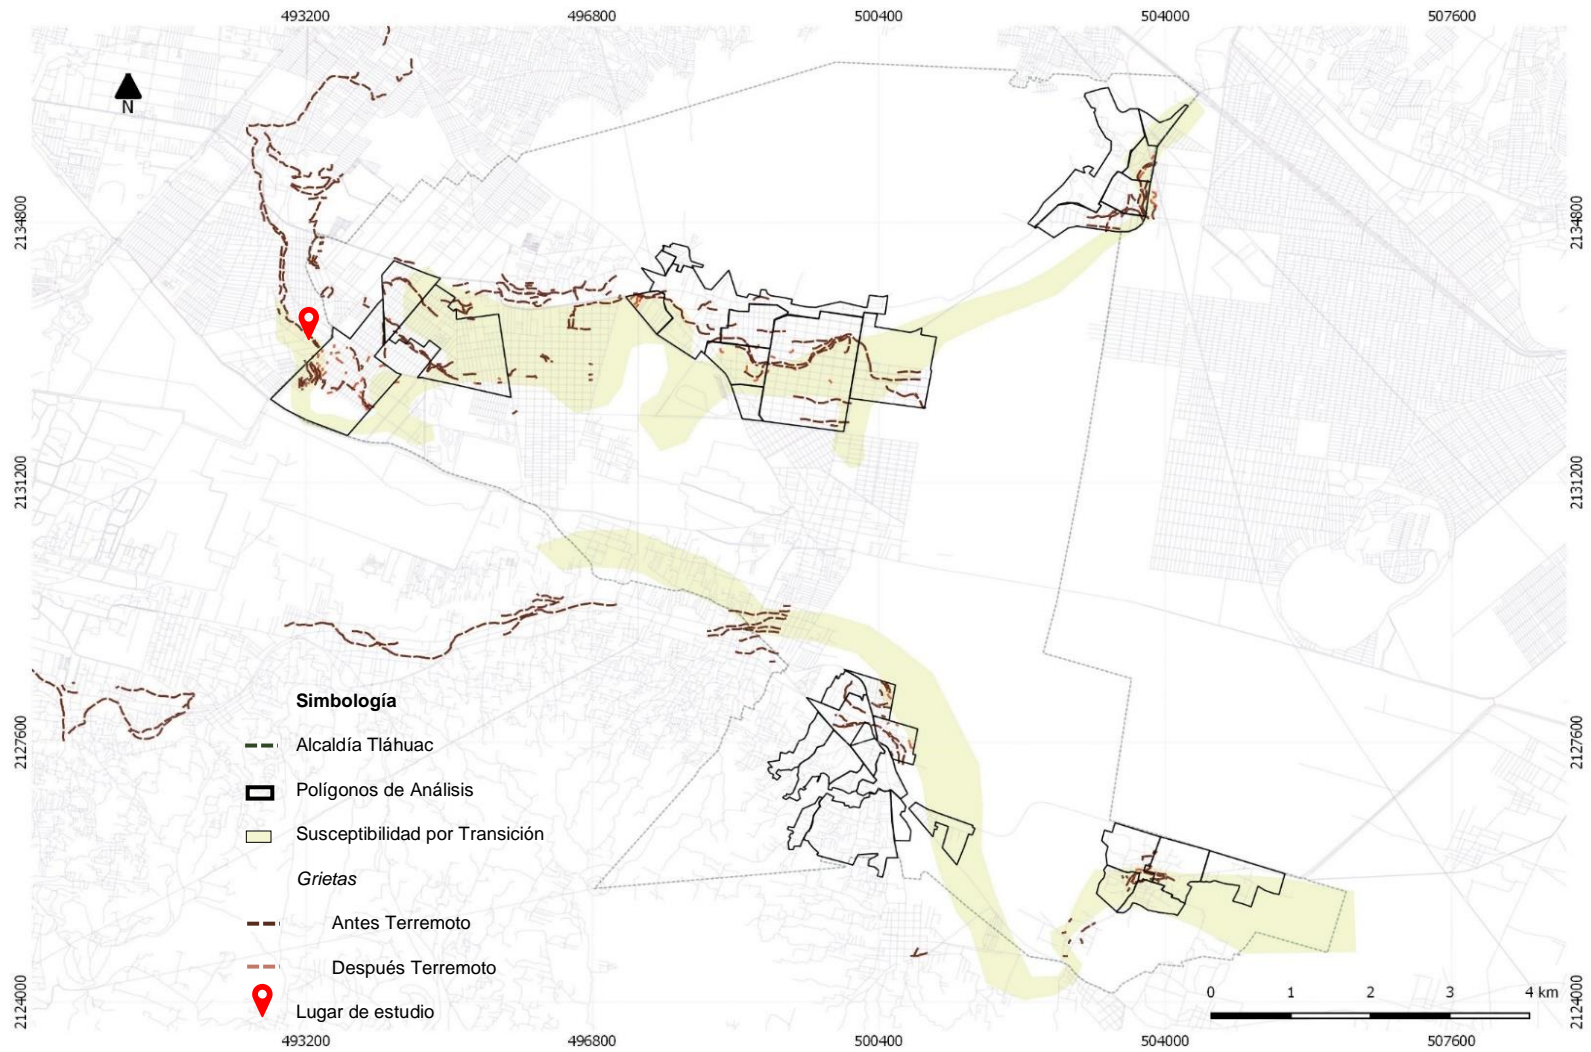 493200 496800 500400 504000 507600
N
2134800 2134800
2131200 2131200
2127600 2127600
2124000 2124000
Simbología
Alcaldía Tláhuac
Polígonos de Análisis
Susceptibilidad por Transición
Grietas
Antes Terremoto
Después Terremoto
Lugar de estudio
0 1 2 3 4 km
493200 496800 500400 504000 507600